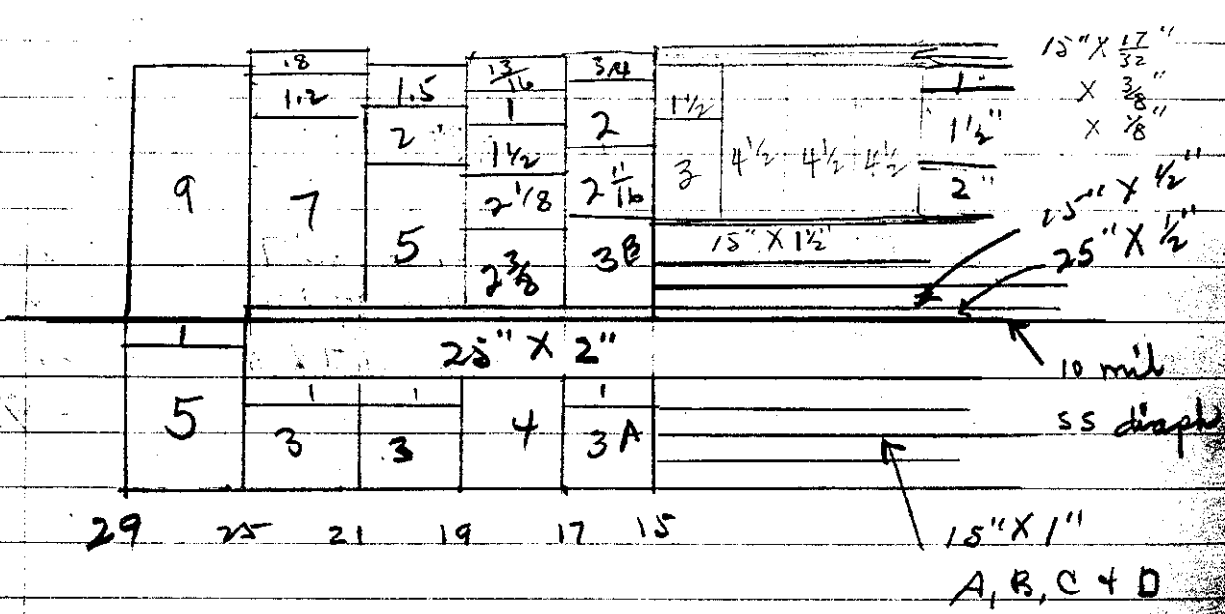 .8 13/16 3/4 15" X 17/32"
1.2 1.5 1 1 1/2 1" X 3/8"
2" 1 1/2 2 1 1/2" X 1/8"
9 7 2 1/8 2 11/16 3 4 1/2 4 1/2 4 1/2 2"
5 15" X 1 1/2" 15" X 1/2"
2 3/8 3B 25" X 1/2"
1 25" X 2"
10 mil
1 1 1
5 3 3 4 3A SS diaph
29 25 21 19 17 15
15" X 1"
A, B, C + D